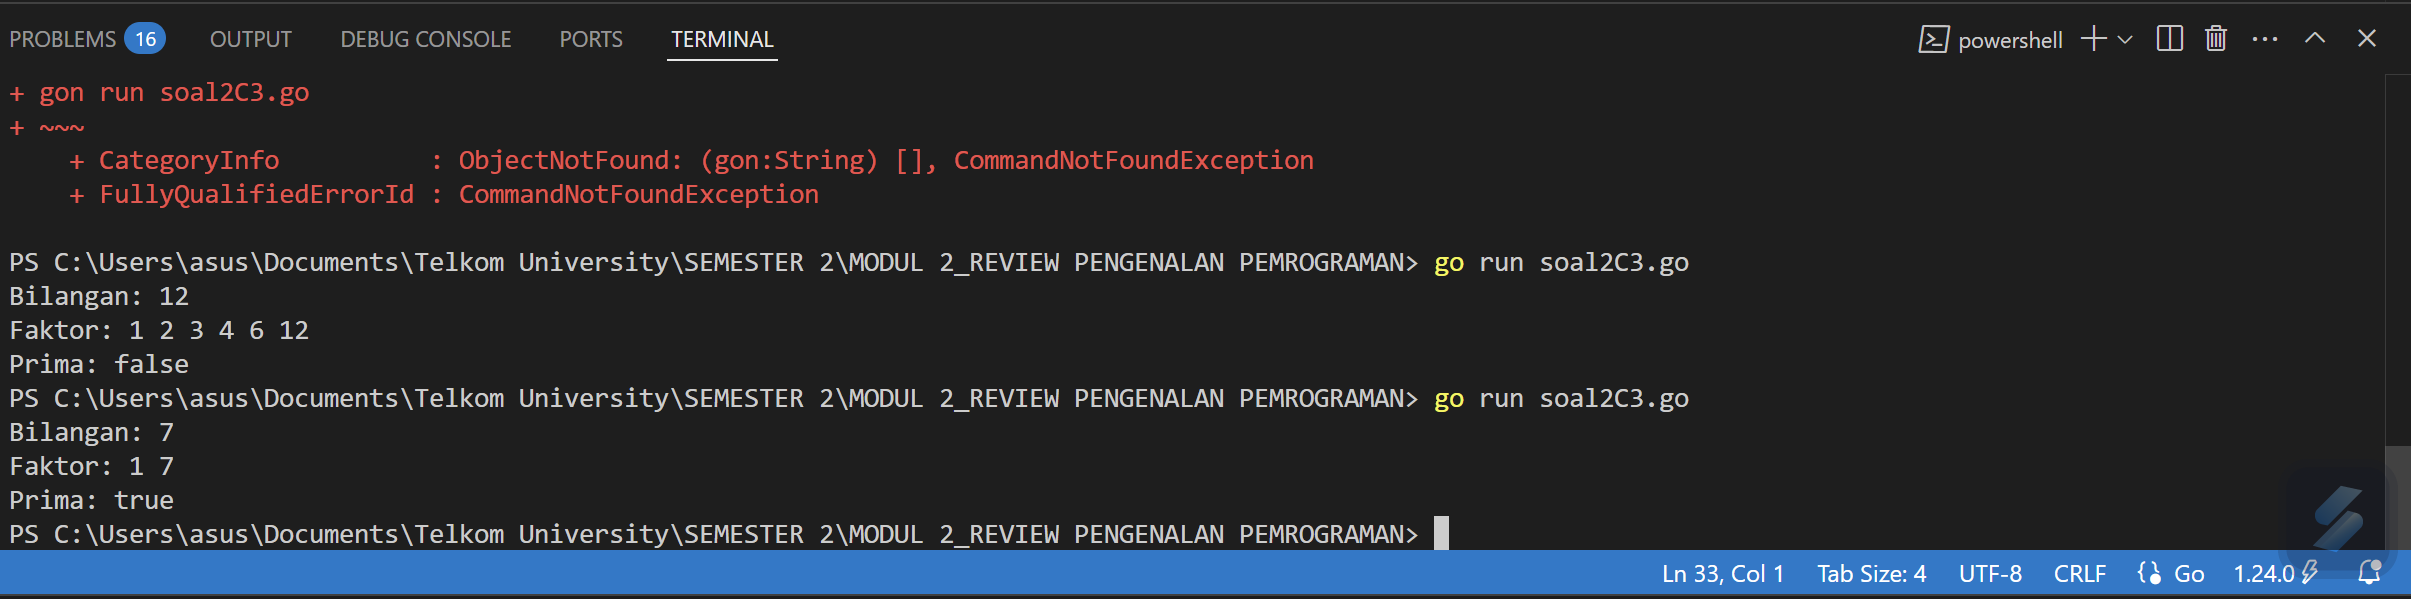 PROBLEMS 16 OUTPUT DEBUG CONSOLE PORTS TERMINAL powershell
+ gon run soal2C3.go
+ ~~~
    + CategoryInfo          : ObjectNotFound: (gon:String) [], CommandNotFoundException
    + FullyQualifiedErrorId : CommandNotFoundException
PS C:\Users\asus\Documents\Telkom University\SEMESTER 2\MODUL 2_REVIEW PENGENALAN PEMROGRAMAN> go run soal2C3.go
Bilangan: 12
Faktor: 1 2 3 4 6 12
Prima: false
PS C:\Users\asus\Documents\Telkom University\SEMESTER 2\MODUL 2_REVIEW PENGENALAN PEMROGRAMAN> go run soal2C3.go
Bilangan: 7
Faktor: 1 7
Prima: true
PS C:\Users\asus\Documents\Telkom University\SEMESTER 2\MODUL 2_REVIEW PENGENALAN PEMROGRAMAN>
Ln 33, Col 1 Tab Size: 4 UTF-8 CRLF Go 1.24.0